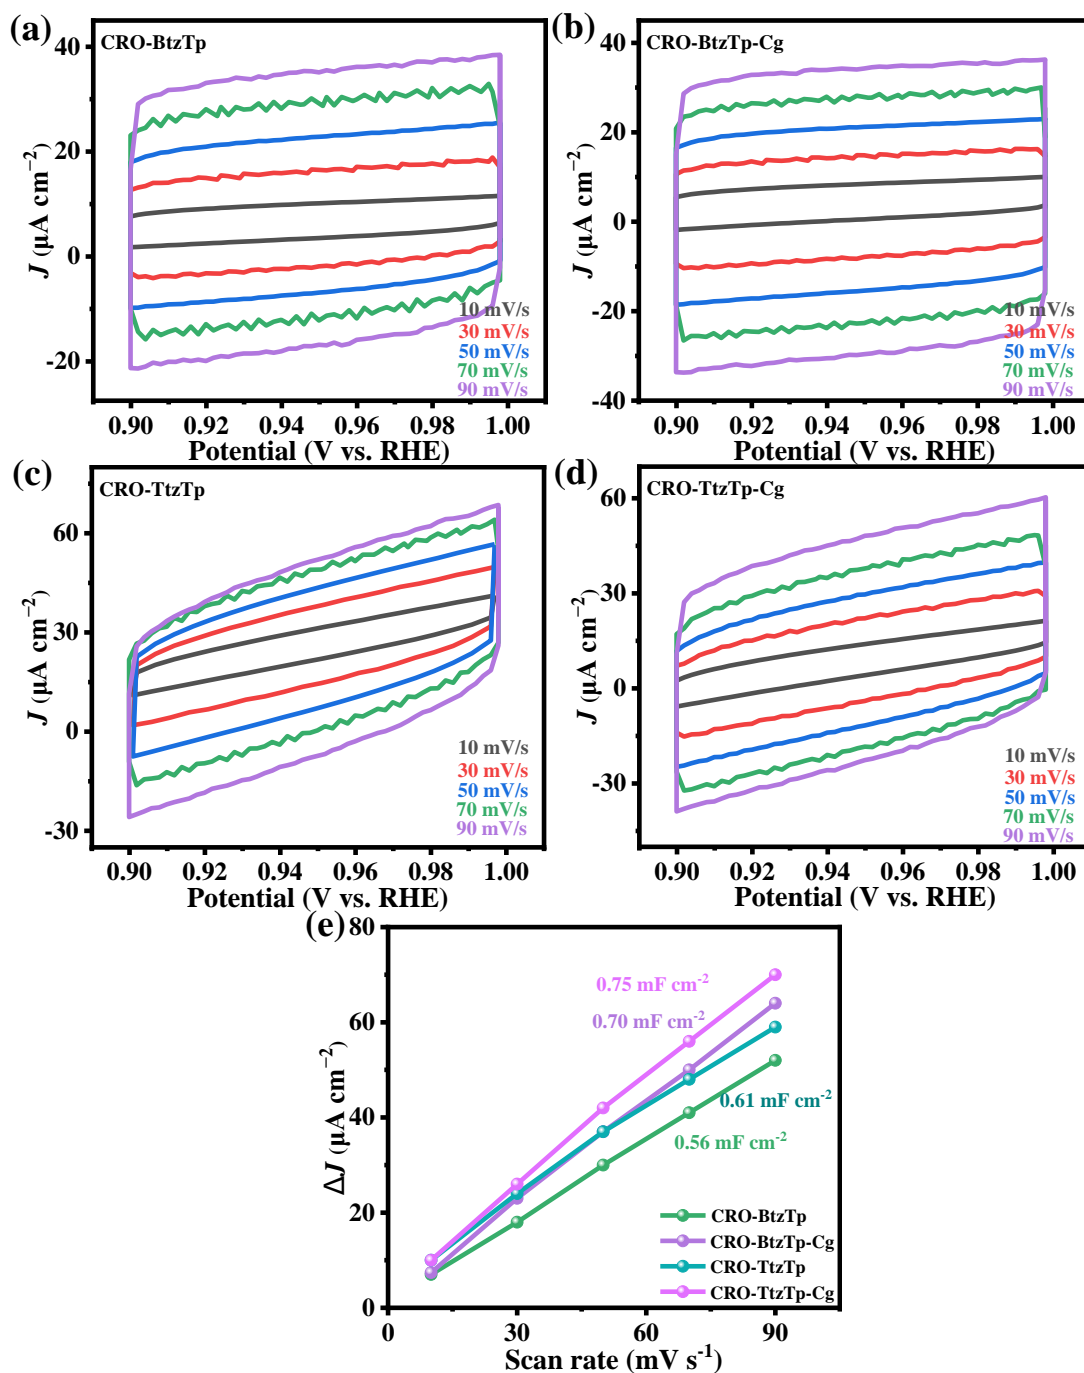 (a)
CRO-BtzTp
40
20
0
-20
J (µA cm−2)
10 mV/s
30 mV/s
50 mV/s
70 mV/s
90 mV/s
0.90 0.92 0.94 0.96 0.98 1.00
Potential (V vs. RHE)
(b)
CRO-BtzTp-Cg
40
20
0
-20
-40
J (µA cm−2)
10 mV/s
30 mV/s
50 mV/s
70 mV/s
90 mV/s
0.90 0.92 0.94 0.96 0.98 1.00
Potential (V vs. RHE)
(c)
CRO-TtzTp
60
30
0
-30
J (µA cm−2)
10 mV/s
30 mV/s
50 mV/s
70 mV/s
90 mV/s
0.90 0.92 0.94 0.96 0.98 1.00
Potential (V vs. RHE)
(d)
CRO-TtzTp-Cg
60
30
0
-30
J (µA cm−2)
10 mV/s
30 mV/s
50 mV/s
70 mV/s
90 mV/s
0.90 0.92 0.94 0.96 0.98 1.00
Potential (V vs. RHE)
(e)
80
60
40
20
0
ΔJ (µA cm−2)
0.75 mF cm-2
0.70 mF cm-2
0.61 mF cm-2
0.56 mF cm-2
CRO-BtzTp
CRO-BtzTp-Cg
CRO-TtzTp
CRO-TtzTp-Cg
0 30 60 90
Scan rate (mV s-1)